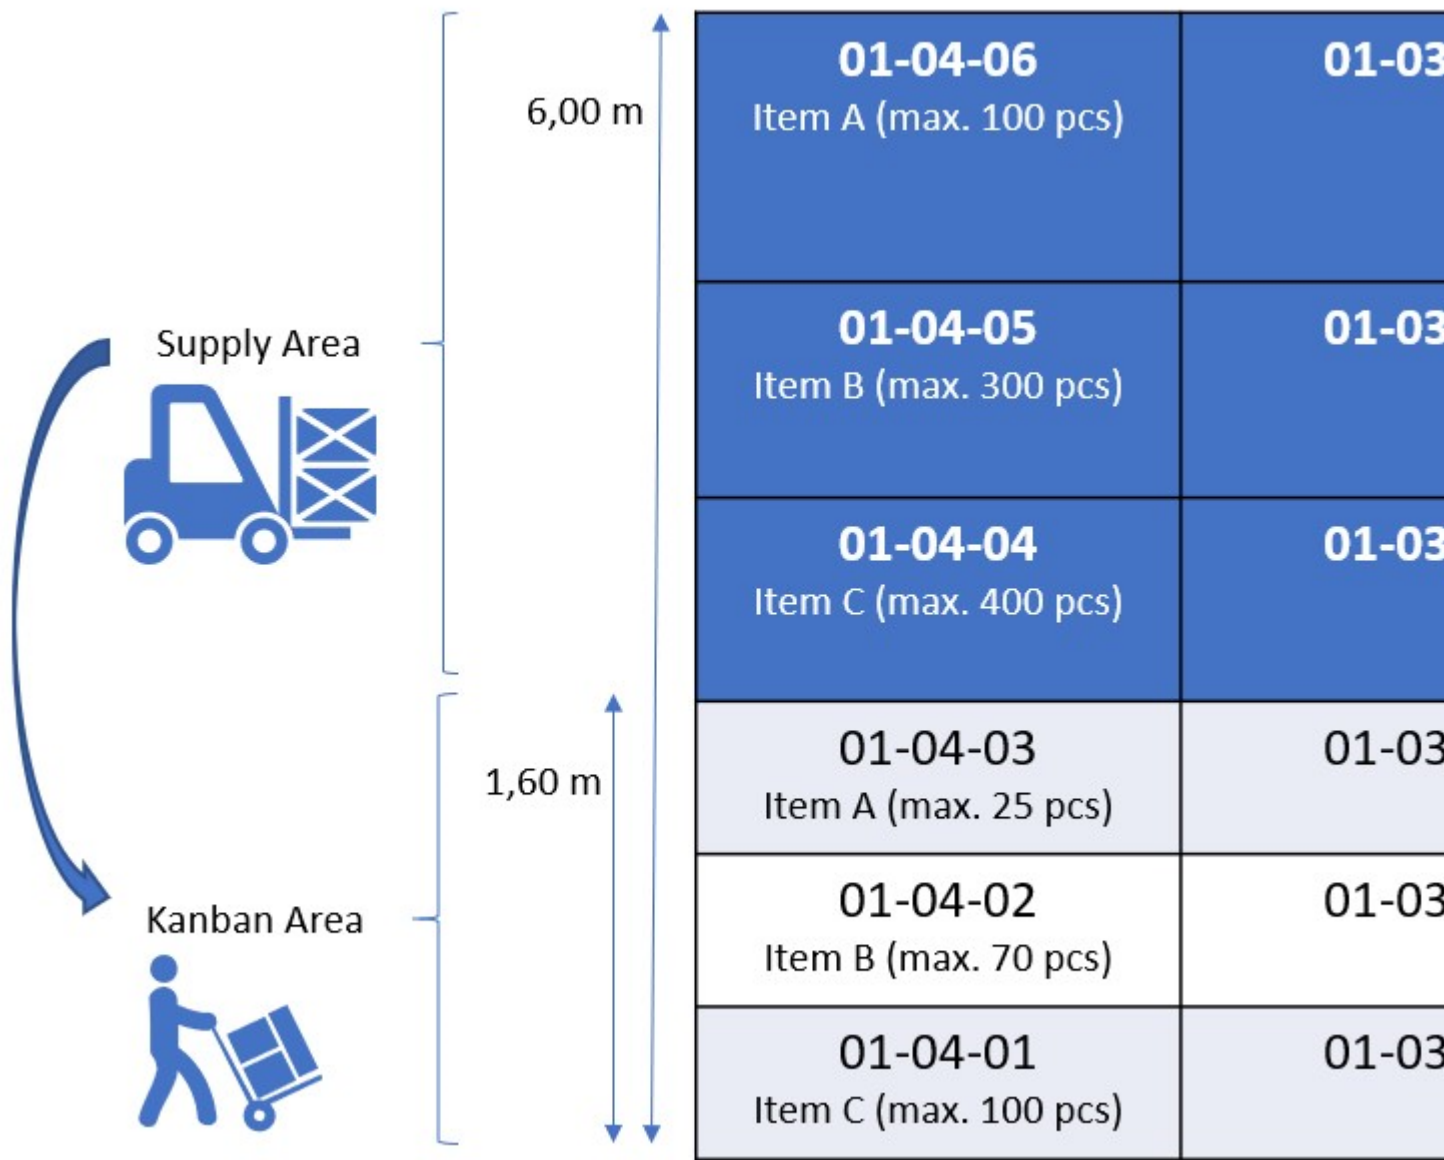 6,00 m
Supply Area
1,60 m
Kanban Area
01-04-06
Item A (max. 100 pcs)
01-03
01-04-05
Item B (max. 300 pcs)
01-03
01-04-04
Item C (max. 400 pcs)
01-03
01-04-03
Item A (max. 25 pcs)
01-03
01-04-02
Item B (max. 70 pcs)
01-03
01-04-01
Item C (max. 100 pcs)
01-03